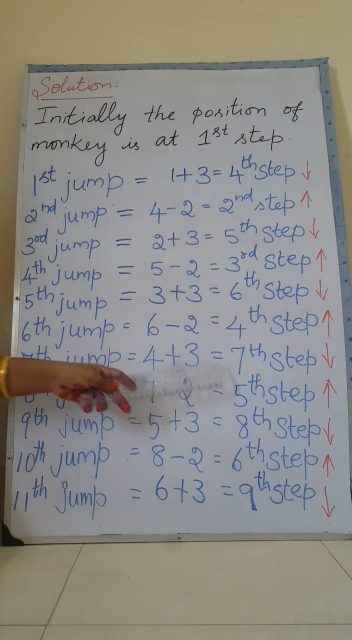 Solution:
Initially the position of
monkey is at 1st step.
1st jump = 1+3 = 4th step ↓
2nd jump = 4-2 = 2nd step ↑
3rd jump = 2+3 = 5th step ↓
4th jump = 5-2 = 3rd step ↑
5th jump = 3+3 = 6th step ↓
6th jump = 6-2 = 4th step ↑
7th jump = 4+3 = 7th step ↓
2 = 5th step ↑
9th jump = 5+3 = 8th step ↓
10th jump = 8-2 = 6th step ↑
11th jump = 6+3 = 9th step ↓